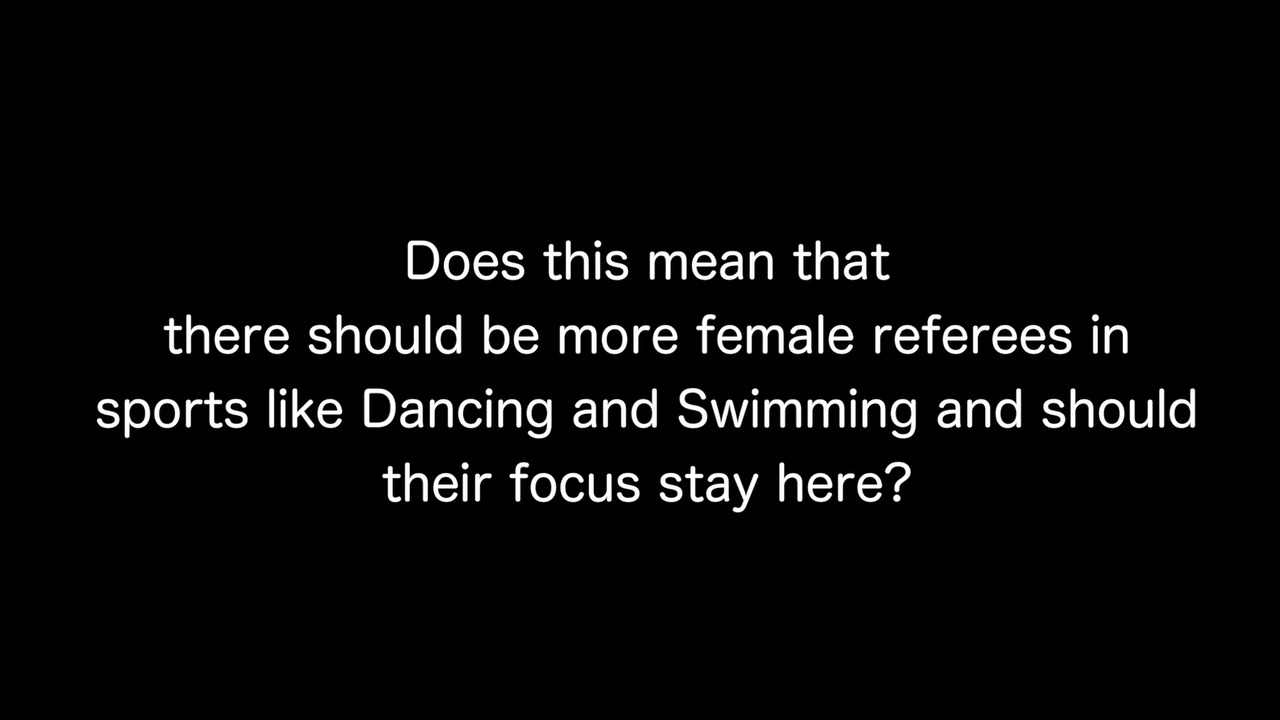 Does this mean that
there should be more female referees in
sports like Dancing and Swimming and should
their focus stay here?